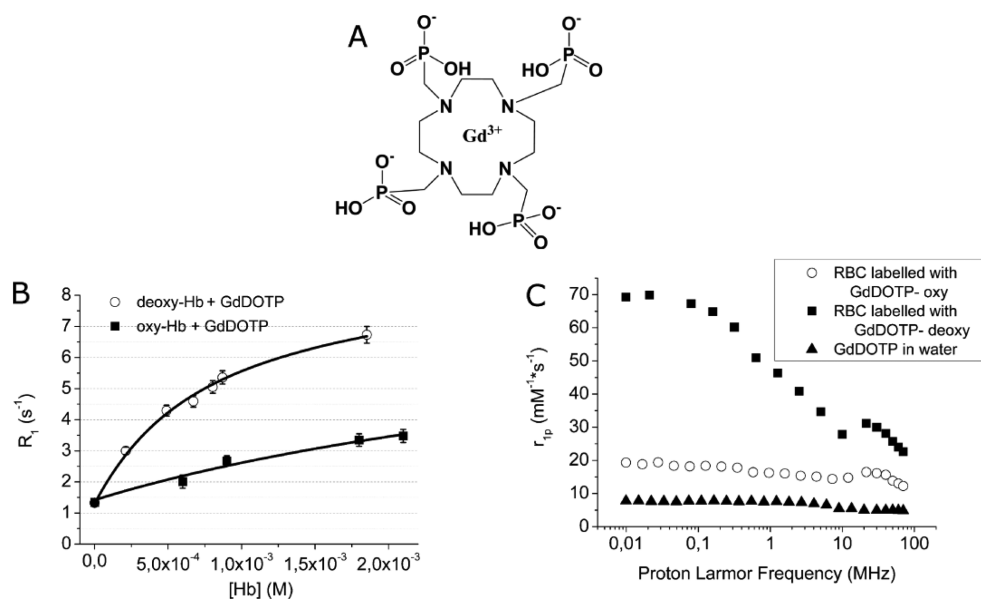 A
O⁻
P
O
OH
O⁻
P
HO
O
N
N
Gd³⁺
N
N
O⁻
P
HO
O
O⁻
P
HO
O
B
deoxy-Hb + GdDOTP
oxy-Hb + GdDOTP
8
7
6
5
4
3
2
1
0
R₁ (s⁻¹)
0,0
5,0x10⁻⁴
1,0x10⁻³
1,5x10⁻³
2,0x10⁻³
[Hb] (M)
C
RBC labelled with
GdDOTP- oxy
RBC labelled with
GdDOTP- deoxy
GdDOTP in water
70
60
50
40
30
20
10
0
r₁ₚ (mM⁻¹*s⁻¹)
0,01
0,1
1
10
100
Proton Larmor Frequency (MHz)